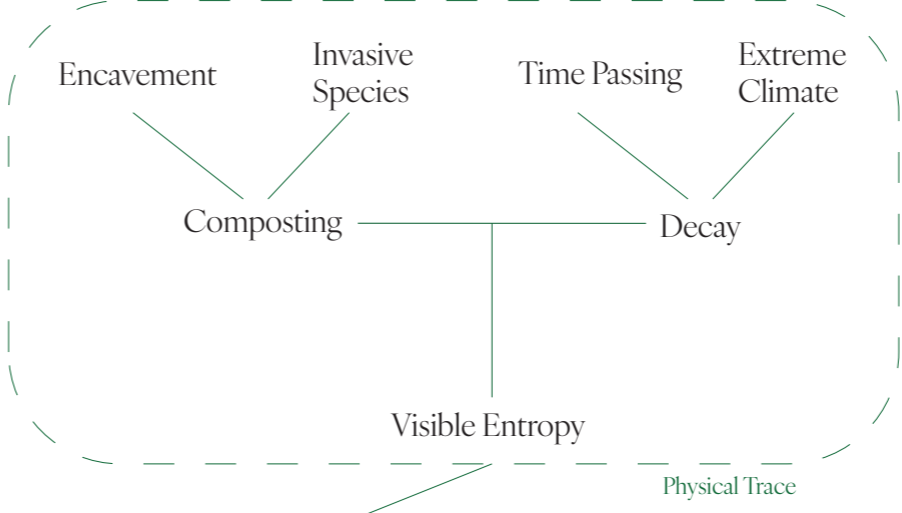 Encavement
Invasive
Species
Time Passing
Extreme
Climate
Composting
Decay
Visible Entropy
Physical Trace